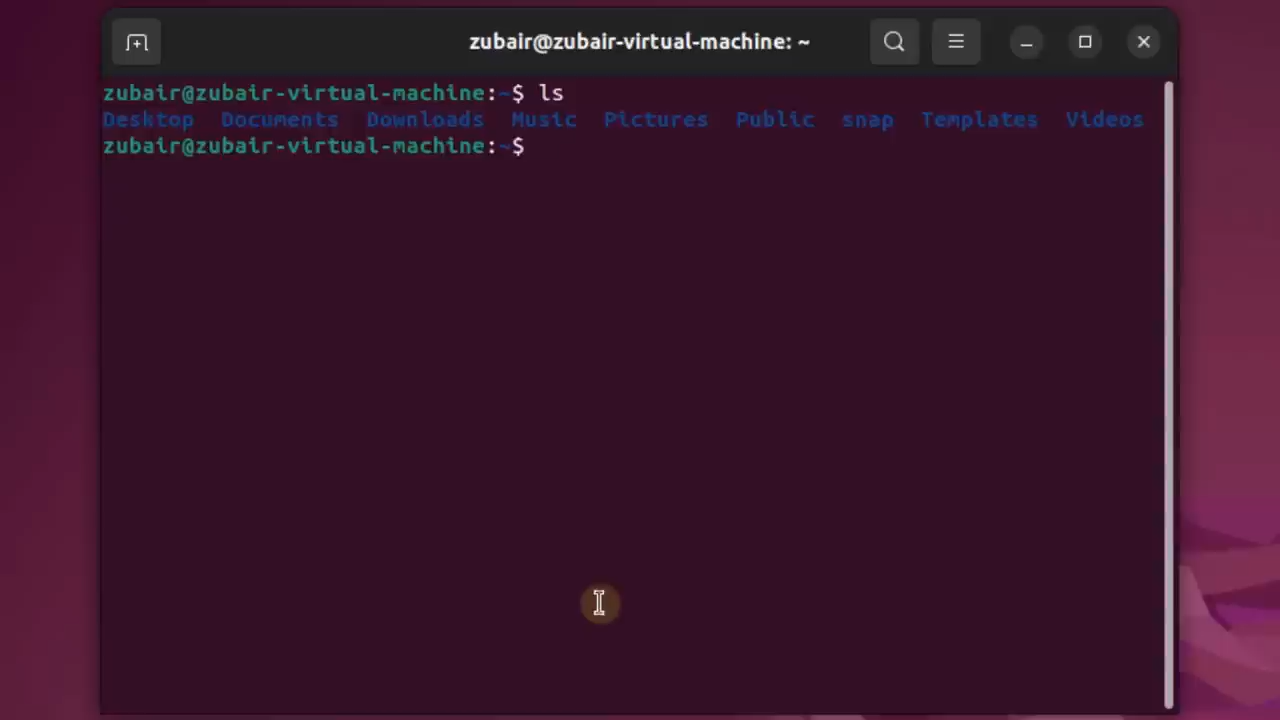 zubair@zubair-virtual-machine: ~
zubair@zubair-virtual-machine:~$ ls
Desktop Documents Downloads Music Pictures Public snap Templates Videos
zubair@zubair-virtual-machine:~$